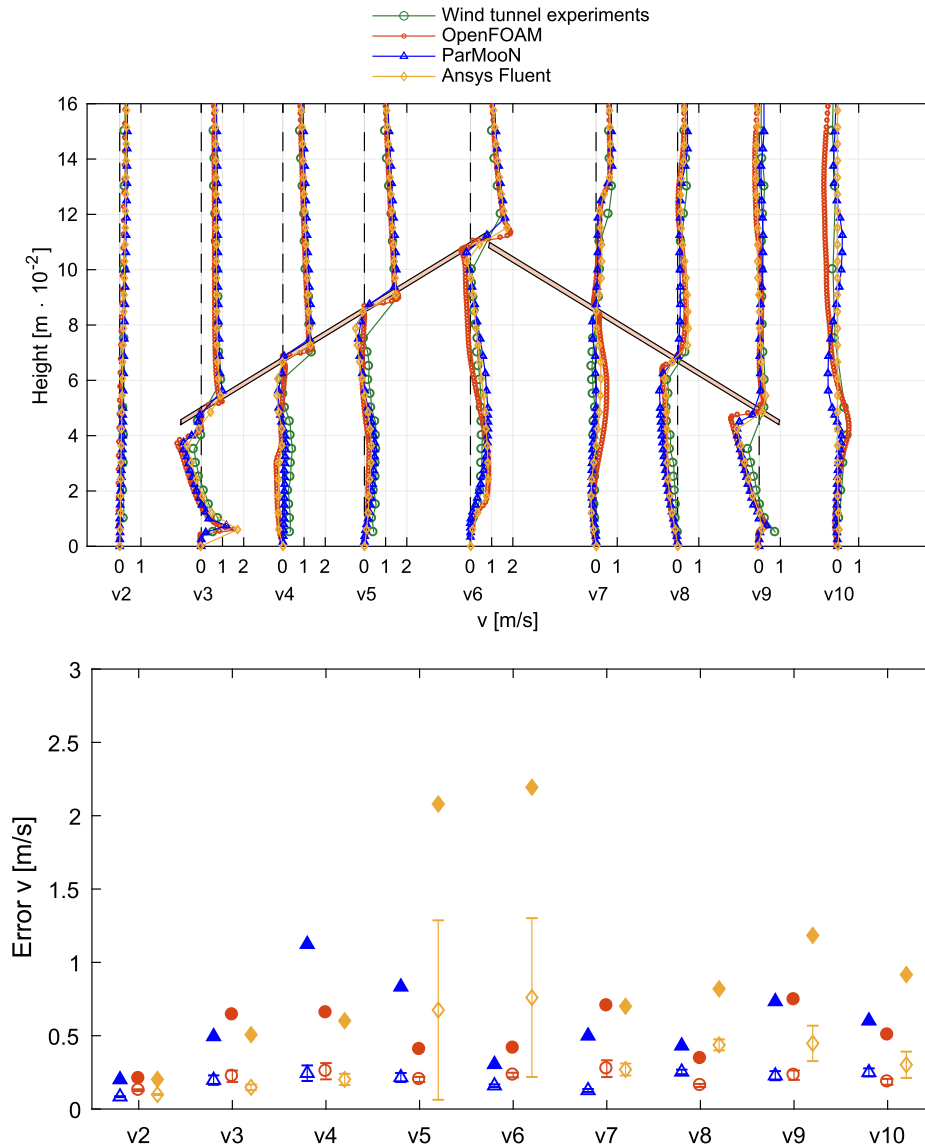 Wind tunnel experiments
OpenFOAM
ParMooN
Ansys Fluent
Height [m · 10⁻²]
16
14
12
10
8
6
4
2
0
0 1 0 1 2 0 1 2 0 1 2 0 1 2 0 1 0 1 0 1 0 1
v2 v3 v4 v5 v6 v7 v8 v9 v10
v [m/s]
Error v [m/s]
3
2.5
2
1.5
1
0.5
0
v2 v3 v4 v5 v6 v7 v8 v9 v10